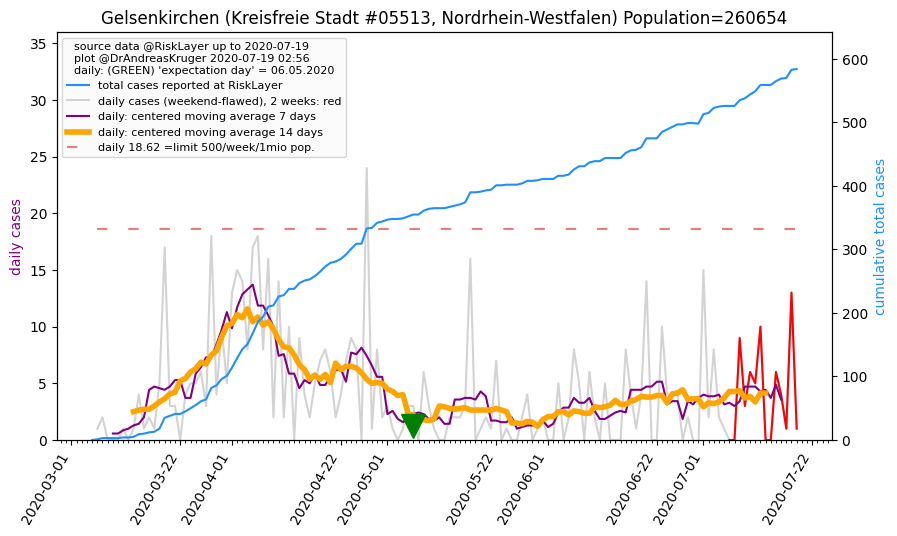 Gelsenkirchen (Kreisfreie Stadt #05513, Nordrhein-Westfalen) Population=260654
source data @RiskLayer up to 2020-07-19
plot @DrAndreasKruger 2020-07-19 02:56
daily: (GREEN) 'expectation day' = 06.05.2020
total cases reported at RiskLayer
daily cases (weekend-flawed), 2 weeks: red
daily: centered moving average 7 days
daily: centered moving average 14 days
daily 18.62 =limit 500/week/1mio pop.
daily cases
35
30
25
20
15
10
5
0
cumulative total cases
600
500
400
300
200
100
0
2020-03-01
2020-03-22
2020-04-01
2020-04-22
2020-05-01
2020-05-22
2020-06-01
2020-06-22
2020-07-01
2020-07-22